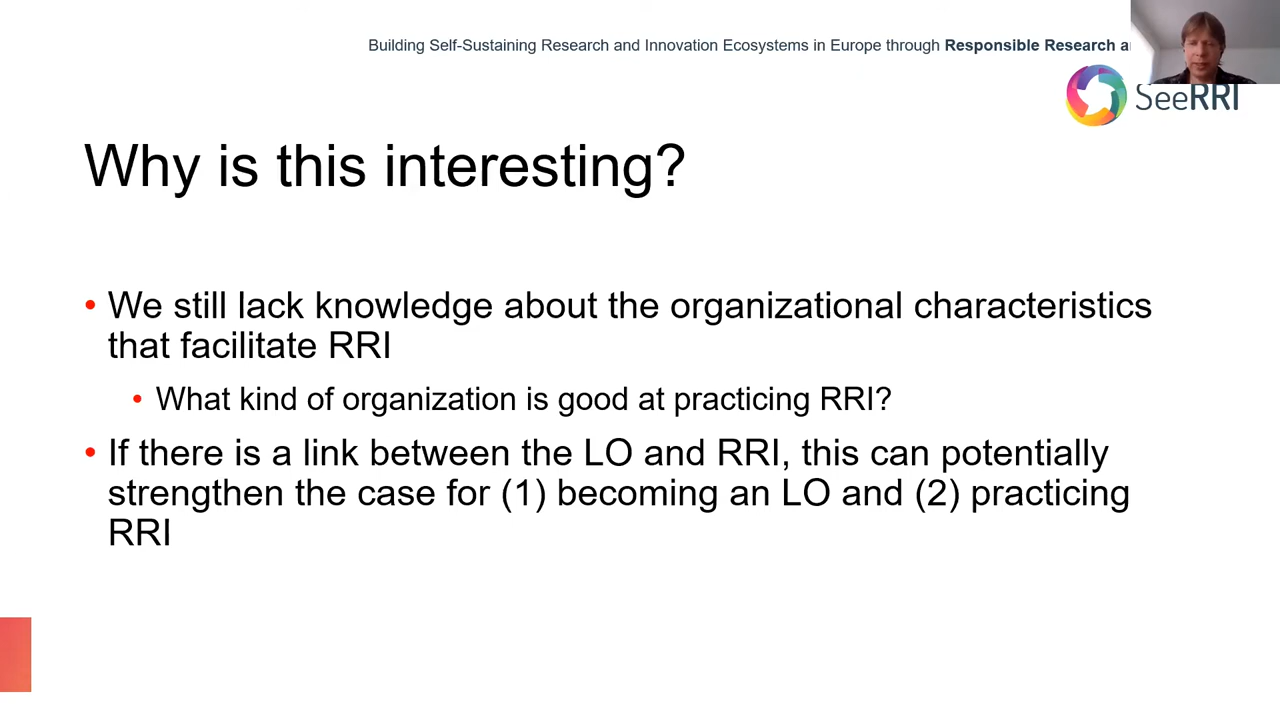 Building Self-Sustaining Research and Innovation Ecosystems in Europe through Responsible Research
SeeRRI
Why is this interesting?
• We still lack knowledge about the organizational characteristics
that facilitate RRI
• What kind of organization is good at practicing RRI?
• If there is a link between the LO and RRI, this can potentially
strengthen the case for (1) becoming an LO and (2) practicing
RRI